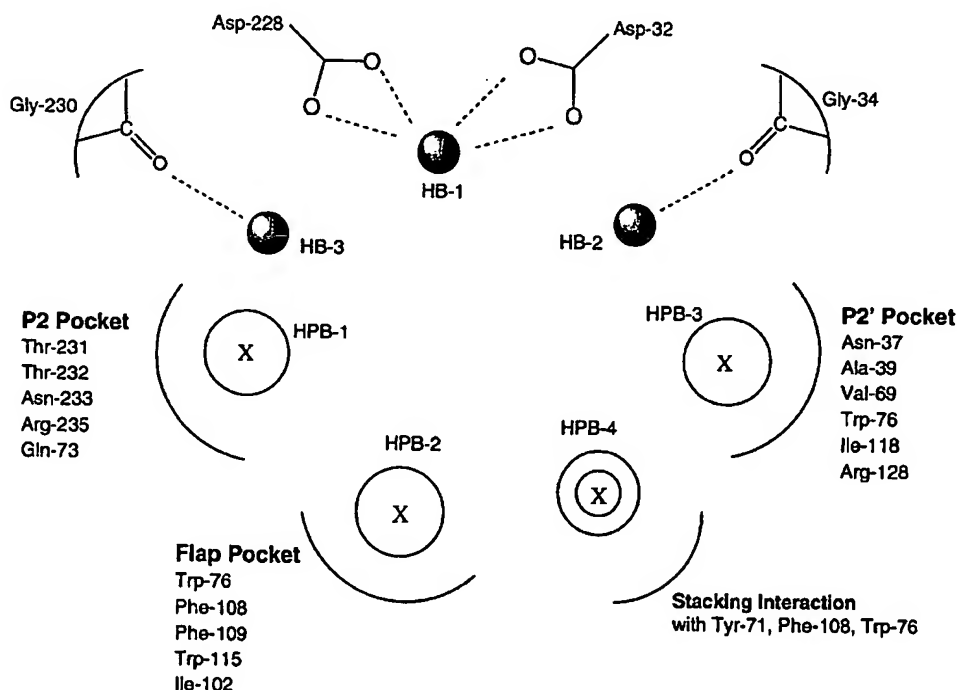 Asp-228
Asp-32
O
O
O
O
Gly-230
C
O
Gly-34
C
O
HB-1
HB-3
HB-2
P2 Pocket
Thr-231
Thr-232
Asn-233
Arg-235
Gln-73
HPB-1
X
HPB-3
X
P2' Pocket
Asn-37
Ala-39
Val-69
Trp-76
Ile-118
Arg-128
HPB-2
X
HPB-4
X
Flap Pocket
Trp-76
Phe-108
Phe-109
Trp-115
Ile-102
Stacking Interaction
with Tyr-71, Phe-108, Trp-76